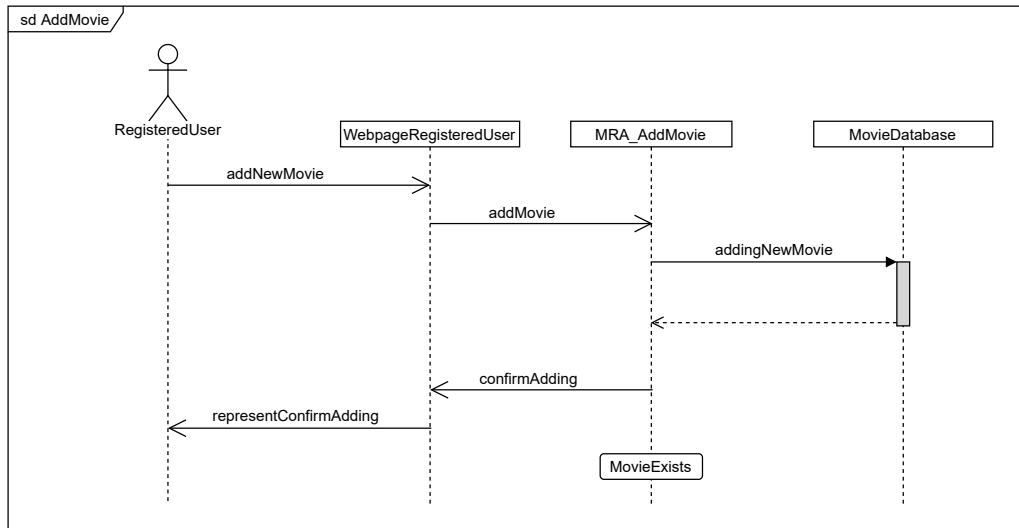 sd AddMovie
RegisteredUser
WebpageRegisteredUser
MRA_AddMovie
MovieDatabase
addNewMovie
addMovie
addingNewMovie
confirmAdding
representConfirmAdding
MovieExists